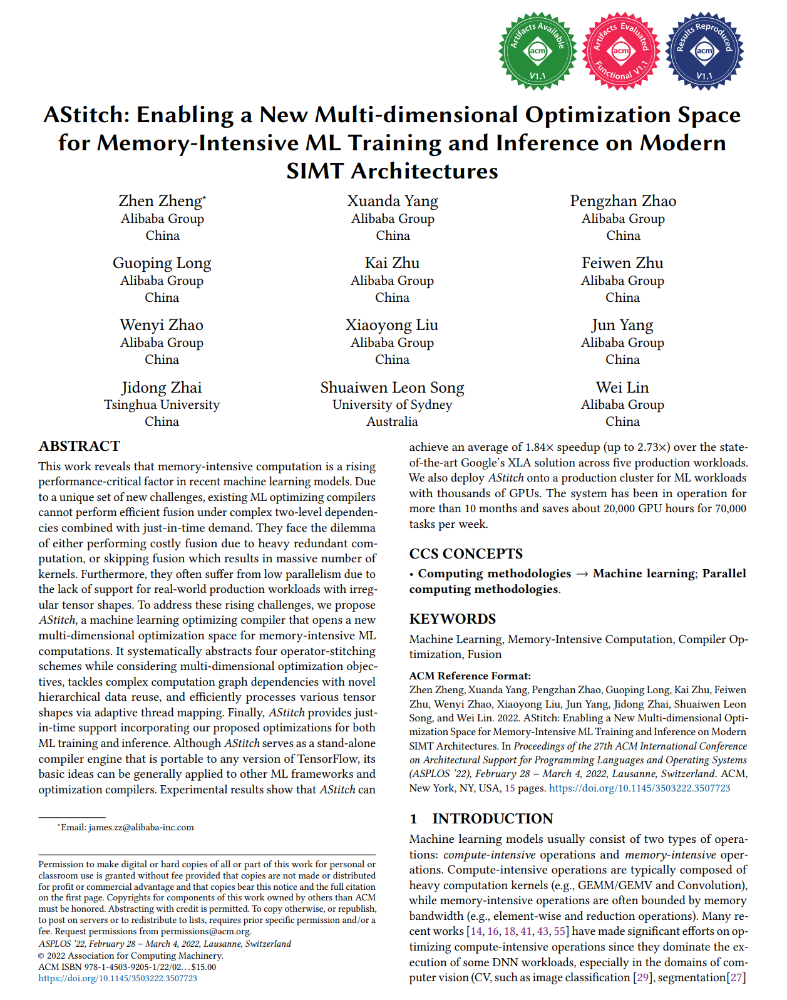 Artifacts Available
acm
V1.1
Artifacts Evaluated
acm
Functional V1.1
Results Reproduced
acm
V1.1
AStitch: Enabling a New Multi-dimensional Optimization Space
for Memory-Intensive ML Training and Inference on Modern
SIMT Architectures
Zhen Zheng*
Alibaba Group
China
Xuanda Yang
Alibaba Group
China
Pengzhan Zhao
Alibaba Group
China
Guoping Long
Alibaba Group
China
Kai Zhu
Alibaba Group
China
Feiwen Zhu
Alibaba Group
China
Wenyi Zhao
Alibaba Group
China
Xiaoyong Liu
Alibaba Group
China
Jun Yang
Alibaba Group
China
Jidong Zhai
Tsinghua University
China
Shuaiwen Leon Song
University of Sydney
Australia
Wei Lin
Alibaba Group
China
ABSTRACT
This work reveals that memory-intensive computation is a rising
performance-critical factor in recent machine learning models. Due
to a unique set of new challenges, existing ML optimizing compilers
cannot perform efficient fusion under complex two-level dependen-
cies combined with just-in-time demand. They face the dilemma
of either performing costly fusion due to heavy redundant com-
putation, or skipping fusion which results in massive number of
kernels. Furthermore, they often suffer from low parallelism due to
the lack of support for real-world production workloads with irreg-
ular tensor shapes. To address these rising challenges, we propose
AStitch, a machine learning optimizing compiler that opens a new
multi-dimensional optimization space for memory-intensive ML
computations. It systematically abstracts four operator-stitching
schemes while considering multi-dimensional optimization objec-
tives, tackles complex computation graph dependencies with novel
hierarchical data reuse, and efficiently processes various tensor
shapes via adaptive thread mapping. Finally, AStitch provides just-
in-time support incorporating our proposed optimizations for both
ML training and inference. Although AStitch serves as a stand-alone
compiler engine that is portable to any version of TensorFlow, its
basic ideas can be generally applied to other ML frameworks and
optimization compilers. Experimental results show that AStitch can
*Email: james.zz@alibaba-inc.com
Permission to make digital or hard copies of all or part of this work for personal or
classroom use is granted without fee provided that copies are not made or distributed
for profit or commercial advantage and that copies bear this notice and the full citation
on the first page. Copyrights for components of this work owned by others than ACM
must be honored. Abstracting with credit is permitted. To copy otherwise, or republish,
to post on servers or to redistribute to lists, requires prior specific permission and/or a
fee. Request permissions from permissions@acm.org.
ASPLOS '22, February 28 – March 4, 2022, Lausanne, Switzerland
© 2022 Association for Computing Machinery.
ACM ISBN 978-1-4503-9205-1/22/02...$15.00
https://doi.org/10.1145/3503222.3507723
achieve an average of 1.84× speedup (up to 2.73×) over the state-
of-the-art Google's XLA solution across five production workloads.
We also deploy AStitch onto a production cluster for ML workloads
with thousands of GPUs. The system has been in operation for
more than 10 months and saves about 20,000 GPU hours for 70,000
tasks per week.
CCS CONCEPTS
• Computing methodologies → Machine learning; Parallel
computing methodologies.
KEYWORDS
Machine Learning, Memory-Intensive Computation, Compiler Op-
timization, Fusion
ACM Reference Format:
Zhen Zheng, Xuanda Yang, Pengzhan Zhao, Guoping Long, Kai Zhu, Feiwen
Zhu, Wenyi Zhao, Xiaoyong Liu, Jun Yang, Jidong Zhai, Shuaiwen Leon
Song, and Wei Lin. 2022. AStitch: Enabling a New Multi-dimensional Opti-
mization Space for Memory-Intensive ML Training and Inference on Modern
SIMT Architectures. In Proceedings of the 27th ACM International Conference
on Architectural Support for Programming Languages and Operating Systems
(ASPLOS '22), February 28 – March 4, 2022, Lausanne, Switzerland. ACM,
New York, NY, USA, 15 pages. https://doi.org/10.1145/3503222.3507723
1 INTRODUCTION
Machine learning models usually consist of two types of opera-
tions: compute-intensive operations and memory-intensive oper-
ations. Compute-intensive operations are typically composed of
heavy computation kernels (e.g., GEMM/GEMV and Convolution),
while memory-intensive operations are often bounded by memory
bandwidth (e.g., element-wise and reduction operations). Many re-
cent works [14, 16, 18, 41, 43, 55] have made significant efforts on op-
timizing compute-intensive operations since they dominate the ex-
ecution of some DNN workloads, especially in the domains of com-
puter vision (CV, such as image classification [29], segmentation[27]